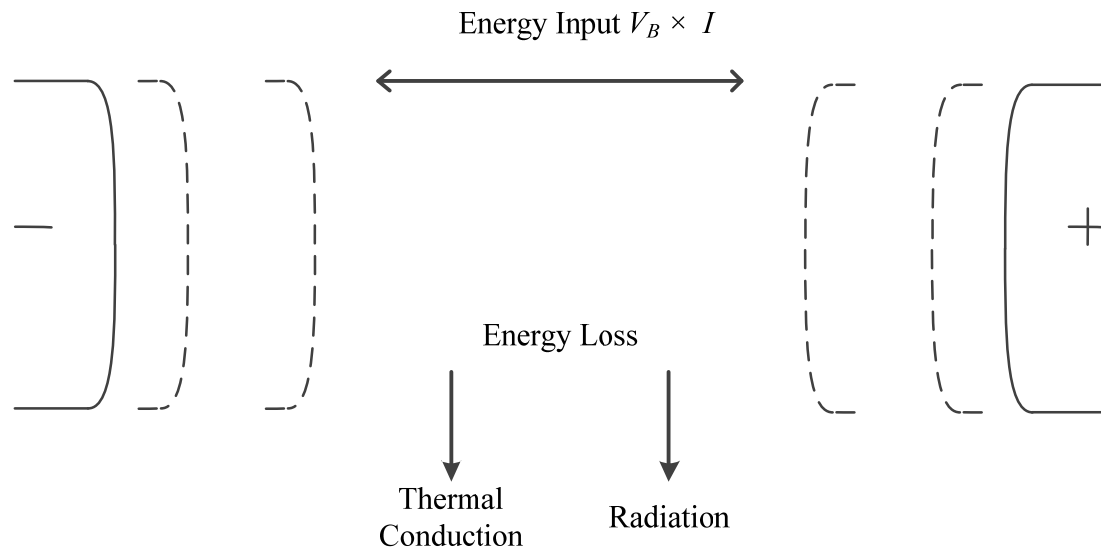 Energy Input V_B × I
−
+
Energy Loss
Thermal
Conduction
Radiation